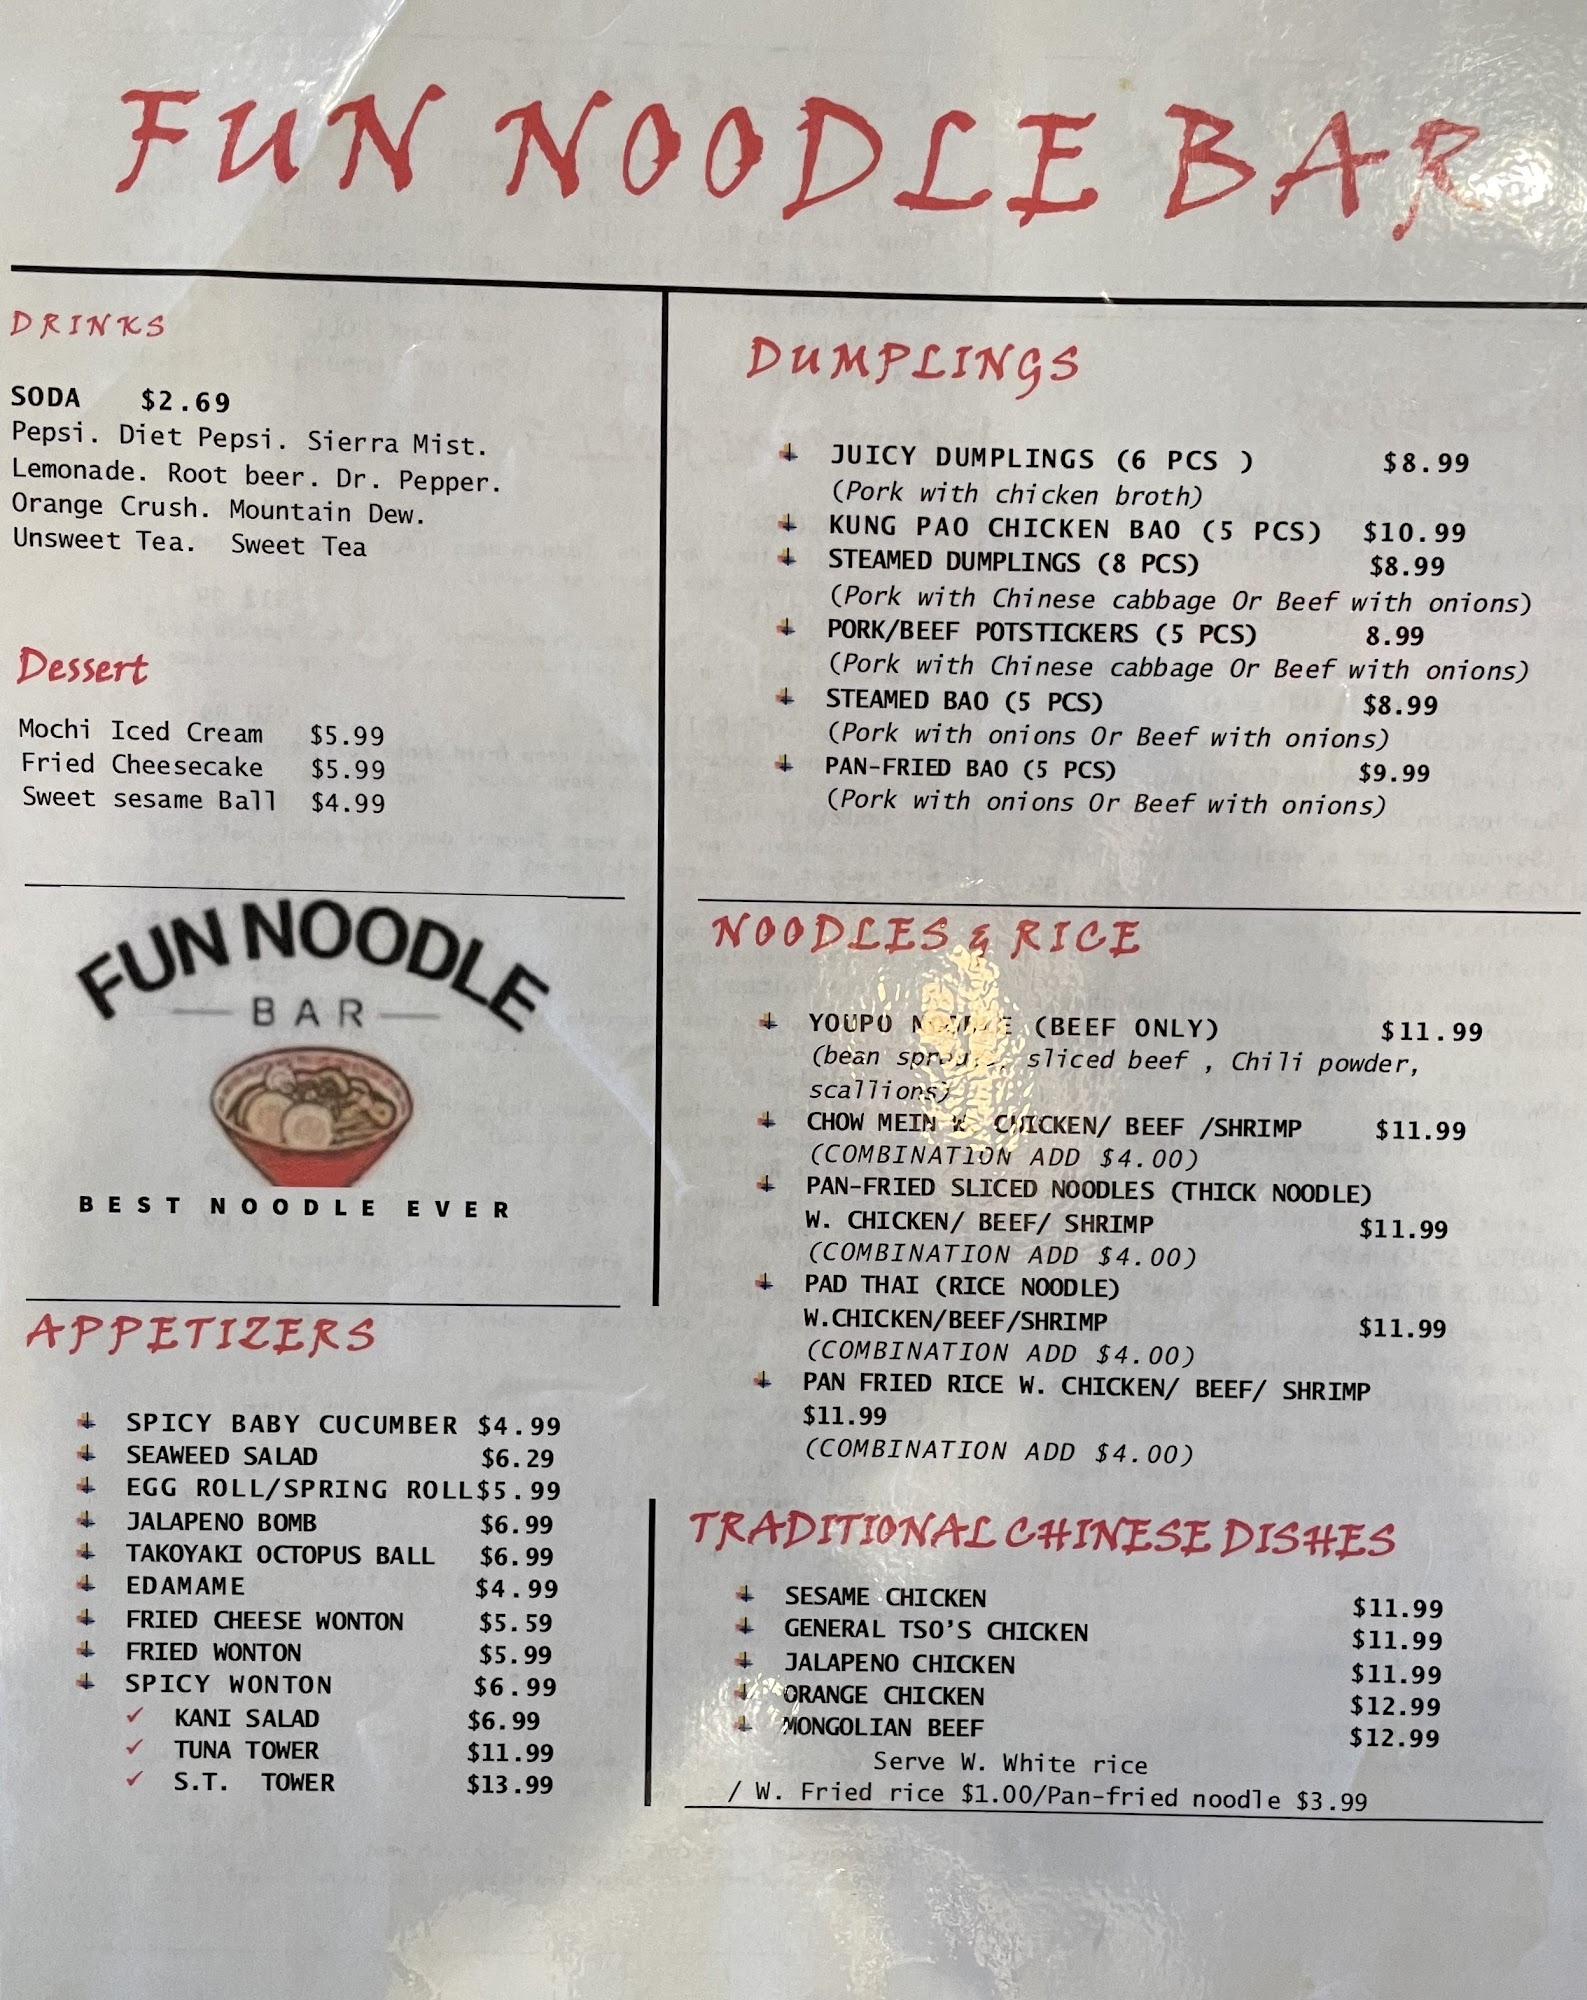 FUN NOODLE BAR
DRINKS
SODA $2.69
Pepsi. Diet Pepsi. Sierra Mist.
Lemonade. Root beer. Dr. Pepper.
Orange Crush. Mountain Dew.
Unsweet Tea. Sweet Tea
Dessert
Mochi Iced Cream $5.99
Fried Cheesecake $5.99
Sweet sesame Ball $4.99
FUN NOODLE
BAR
BEST NOODLE EVER
APPETIZERS
SPICY BABY CUCUMBER $4.99
SEAWEED SALAD $6.29
EGG ROLL/SPRING ROLL$5.99
JALAPENO BOMB $6.99
TAKOYAKI OCTOPUS BALL $6.99
EDAMAME $4.99
FRIED CHEESE WONTON $5.59
FRIED WONTON $5.99
SPICY WONTON $6.99
✓ KANI SALAD $6.99
✓ TUNA TOWER $11.99
✓ S.T. TOWER $13.99
DUMPLINGS
JUICY DUMPLINGS (6 PCS ) $8.99
(Pork with chicken broth)
KUNG PAO CHICKEN BAO (5 PCS) $10.99
STEAMED DUMPLINGS (8 PCS) $8.99
(Pork with Chinese cabbage Or Beef with onions)
PORK/BEEF POTSTICKERS (5 PCS) 8.99
(Pork with Chinese cabbage Or Beef with onions)
STEAMED BAO (5 PCS) $8.99
(Pork with onions Or Beef with onions)
PAN-FRIED BAO (5 PCS) $9.99
(Pork with onions Or Beef with onions)
NOODLES & RICE
YOUPO NOODLE (BEEF ONLY) $11.99
(bean sprouts, sliced beef , Chili powder,
scallions)
CHOW MEIN W. CHICKEN/ BEEF /SHRIMP $11.99
(COMBINATION ADD $4.00)
PAN-FRIED SLICED NOODLES (THICK NOODLE)
W. CHICKEN/ BEEF/ SHRIMP $11.99
(COMBINATION ADD $4.00)
PAD THAI (RICE NOODLE)
W.CHICKEN/BEEF/SHRIMP $11.99
(COMBINATION ADD $4.00)
PAN FRIED RICE W. CHICKEN/ BEEF/ SHRIMP
$11.99
(COMBINATION ADD $4.00)
TRADITIONAL CHINESE DISHES
SESAME CHICKEN $11.99
GENERAL TSO'S CHICKEN $11.99
JALAPENO CHICKEN $11.99
ORANGE CHICKEN $12.99
MONGOLIAN BEEF $12.99
Serve W. White rice
/ W. Fried rice $1.00/Pan-fried noodle $3.99